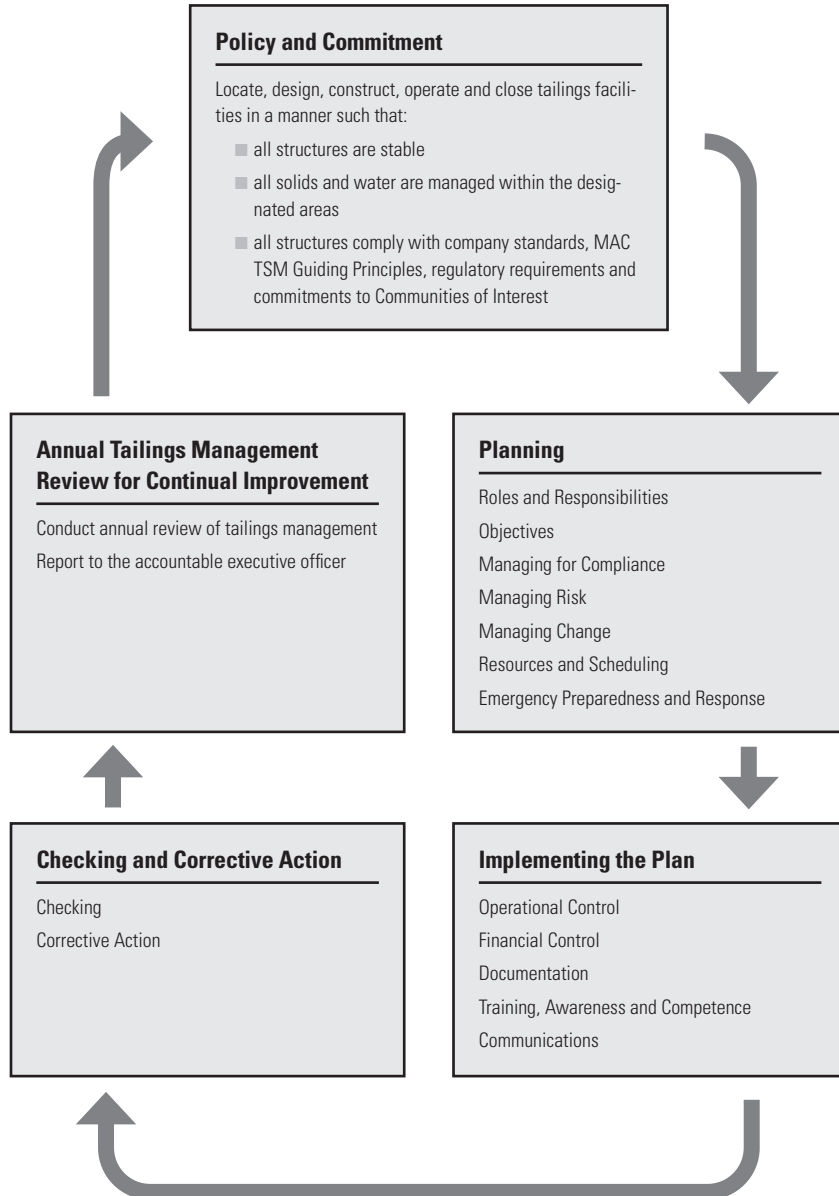 Policy and Commitment
Locate, design, construct, operate and close tailings facili-
ties in a manner such that:
all structures are stable
all solids and water are managed within the desig-
nated areas
all structures comply with company standards, MAC
TSM Guiding Principles, regulatory requirements and
commitments to Communities of Interest
Planning
Roles and Responsibilities
Objectives
Managing for Compliance
Managing Risk
Managing Change
Resources and Scheduling
Emergency Preparedness and Response
Implementing the Plan
Operational Control
Financial Control
Documentation
Training, Awareness and Competence
Communications
Checking and Corrective Action
Checking
Corrective Action
Annual Tailings Management
Review for Continual Improvement
Conduct annual review of tailings management
Report to the accountable executive officer